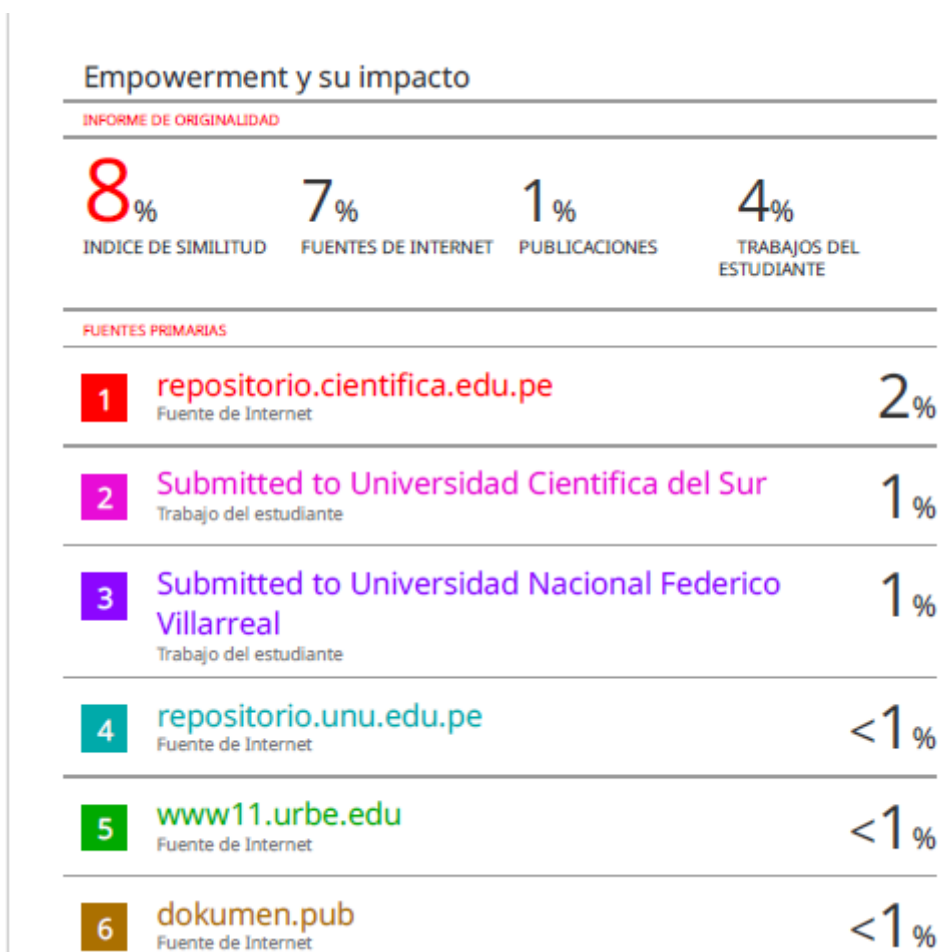 Empowerment y su impacto
INFORME DE ORIGINALIDAD
8% 7% 1% 4%
INDICE DE SIMILITUD FUENTES DE INTERNET PUBLICACIONES TRABAJOS DEL
ESTUDIANTE
FUENTES PRIMARIAS
1 repositorio.cientifica.edu.pe 2%
Fuente de Internet
2 Submitted to Universidad Cientifica del Sur 1%
Trabajo del estudiante
3 Submitted to Universidad Nacional Federico 1%
Villarreal
Trabajo del estudiante
4 repositorio.unu.edu.pe <1%
Fuente de Internet
5 www11.urbe.edu <1%
Fuente de Internet
6 dokumen.pub <1%
Fuente de Internet